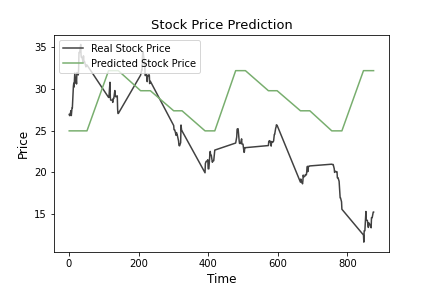 Stock Price Prediction
35
Real Stock Price
Predicted Stock Price
30
25
20
15
Price
0 200 400 600 800
Time